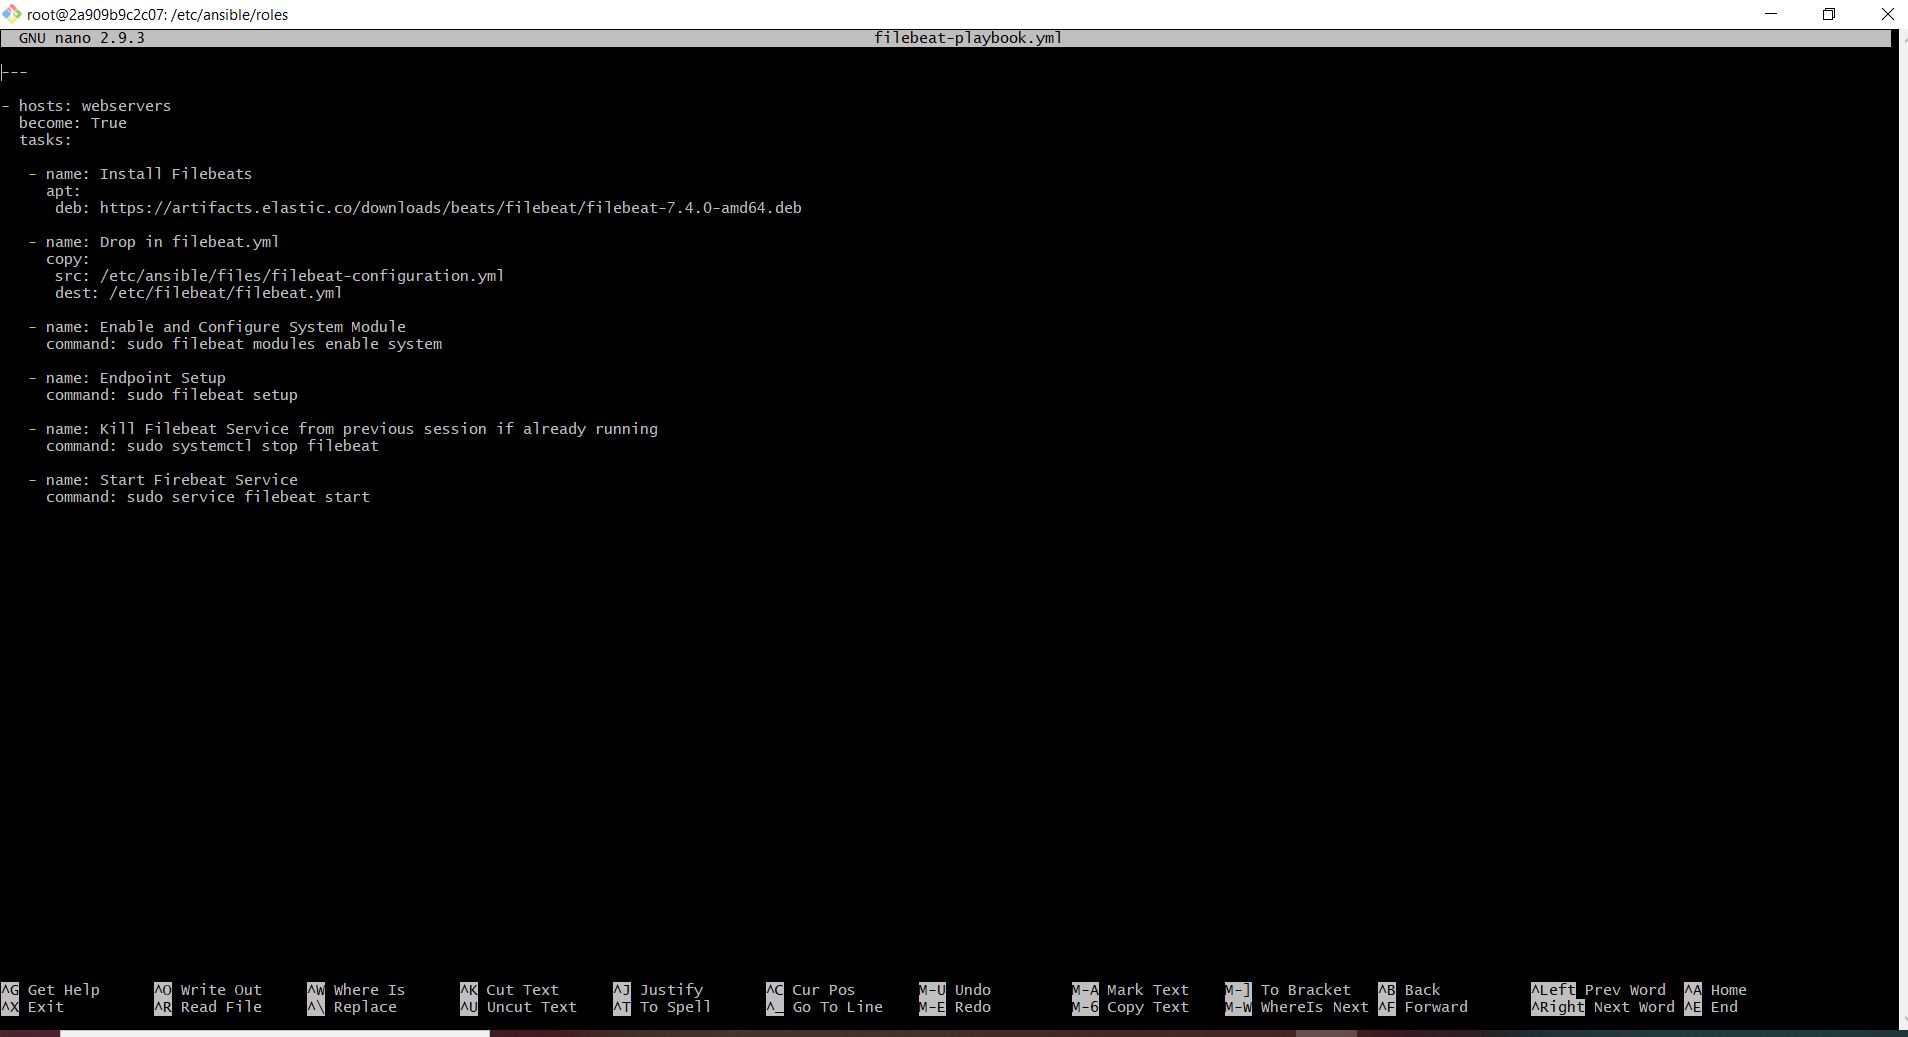 root@2a909b9c2c07: /etc/ansible/roles
GNU nano 2.9.3 filebeat-playbook.yml
---
- hosts: webservers
become: True
tasks:
- name: Install Filebeats
apt:
deb: https://artifacts.elastic.co/downloads/beats/filebeat/filebeat-7.4.0-amd64.deb
- name: Drop in filebeat.yml
copy:
src: /etc/ansible/files/filebeat-configuration.yml
dest: /etc/filebeat/filebeat.yml
- name: Enable and Configure System Module
command: sudo filebeat modules enable system
- name: Endpoint Setup
command: sudo filebeat setup
- name: Kill Filebeat Service from previous session if already running
command: sudo systemctl stop filebeat
- name: Start Firebeat Service
command: sudo service filebeat start
^G Get Help ^O Write Out ^W Where Is ^K Cut Text ^J Justify ^C Cur Pos M-U Undo M-A Mark Text M-] To Bracket ^B Back ^Left Prev Word ^A Home
^X Exit ^R Read File ^\ Replace ^U Uncut Text ^T To Spell ^_ Go To Line M-E Redo M-6 Copy Text M-W WhereIs Next ^F Forward ^Right Next Word ^E End